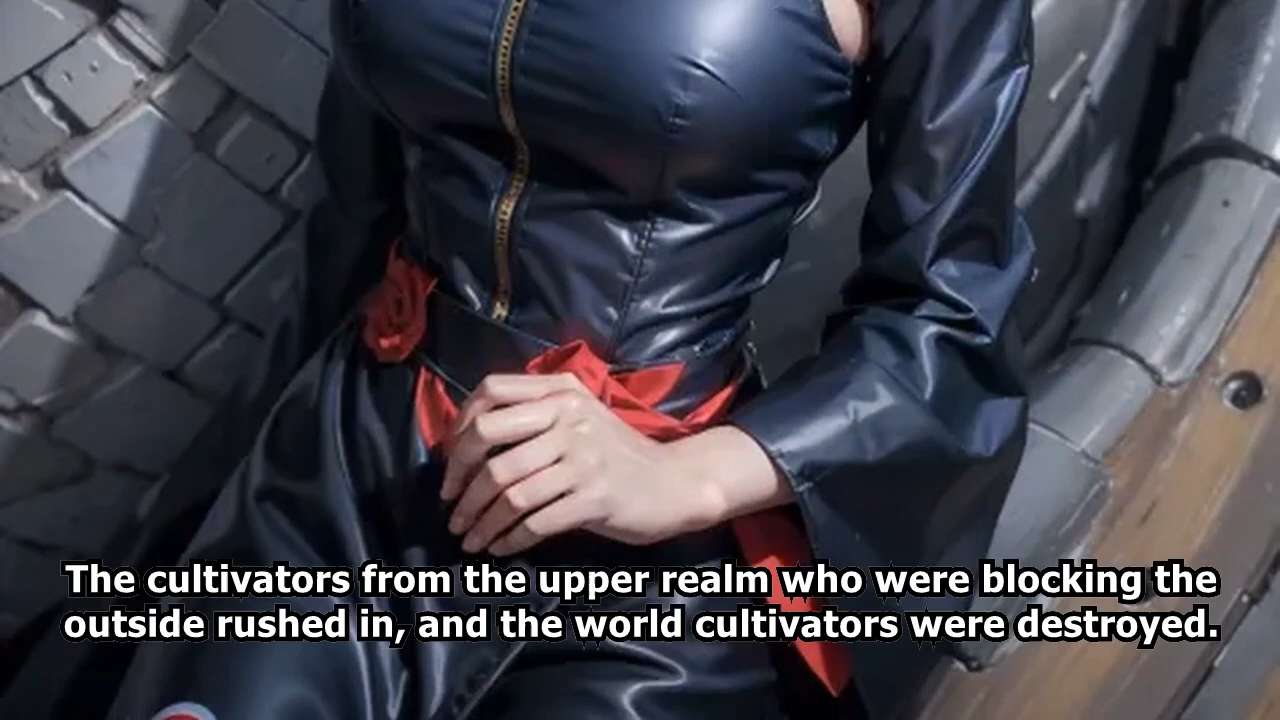 The cultivators from the upper realm who were blocking the
outside rushed in, and the world cultivators were destroyed.